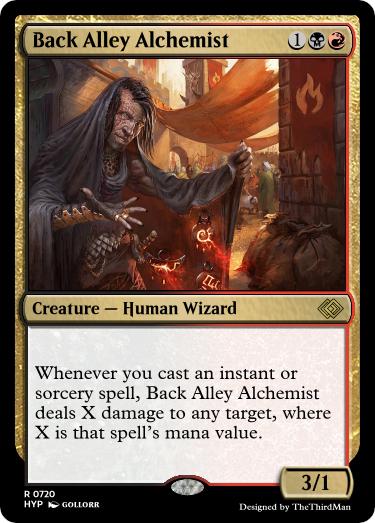 Back Alley Alchemist 1
Creature — Human Wizard
Whenever you cast an instant or
sorcery spell, Back Alley Alchemist
deals X damage to any target, where
X is that spell's mana value.
3/1
R 0720
HYP GOLLORR
Designed by TheThirdMan